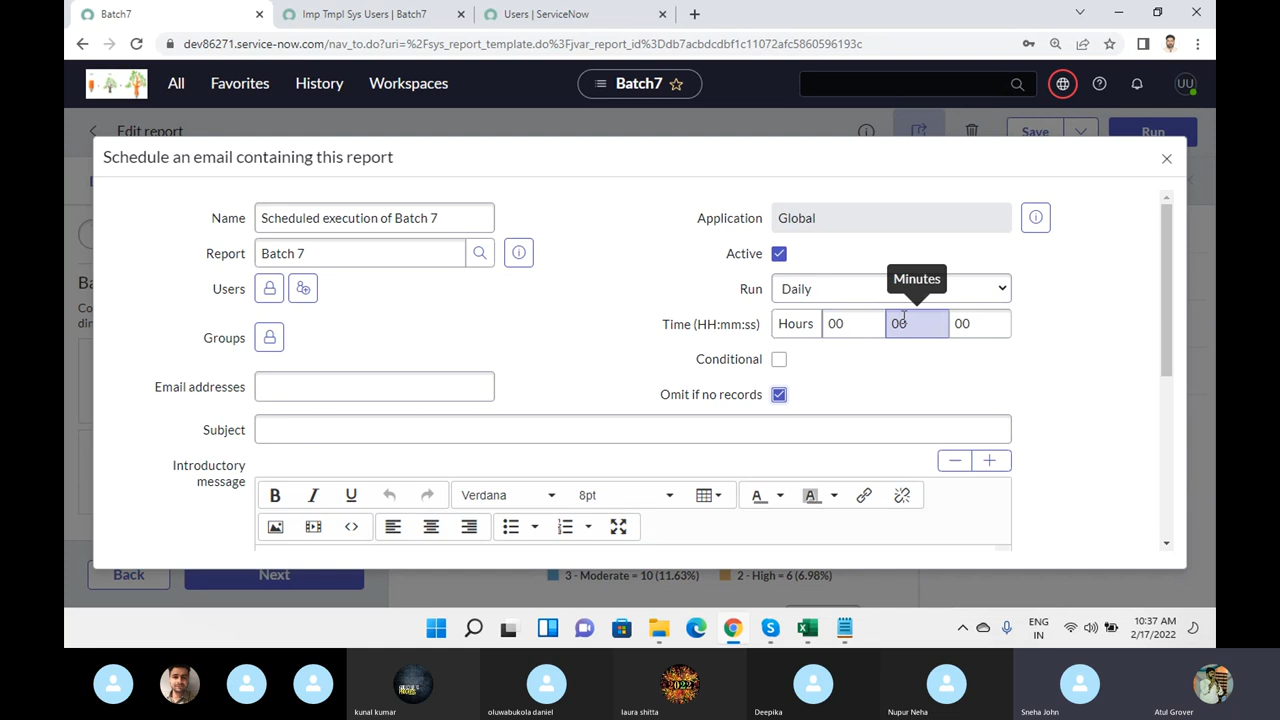 Batch7
Imp Tmpl Sys Users | Batch7
Users | ServiceNow
dev86271.service-now.com/nav_to.do?uri=%2Fsys_report_template.do%3Fjvar_report_id%3Ddb7acbdcdbf1c11072afc5860596193c
All
Favorites
History
Workspaces
Batch7
UU
Edit report
Save
Run
Schedule an email containing this report
Name
Scheduled execution of Batch 7
Application
Global
Report
Batch 7
Active
Users
Run
Daily
Minutes
Groups
Time (HH:mm:ss)
Hours
00
00
00
Conditional
Email addresses
Omit if no records
Subject
Introductory
message
B
I
U
Verdana
8pt
A
A
Back
Next
3 - Moderate = 10 (11.63%)
2 - High = 6 (6.98%)
ENG
IN
10:37 AM
2/17/2022
2022
kunal kumar
oluwabukola daniel
laura shitta
Deepika
Nupur Neha
Sneha John
Atul Grover